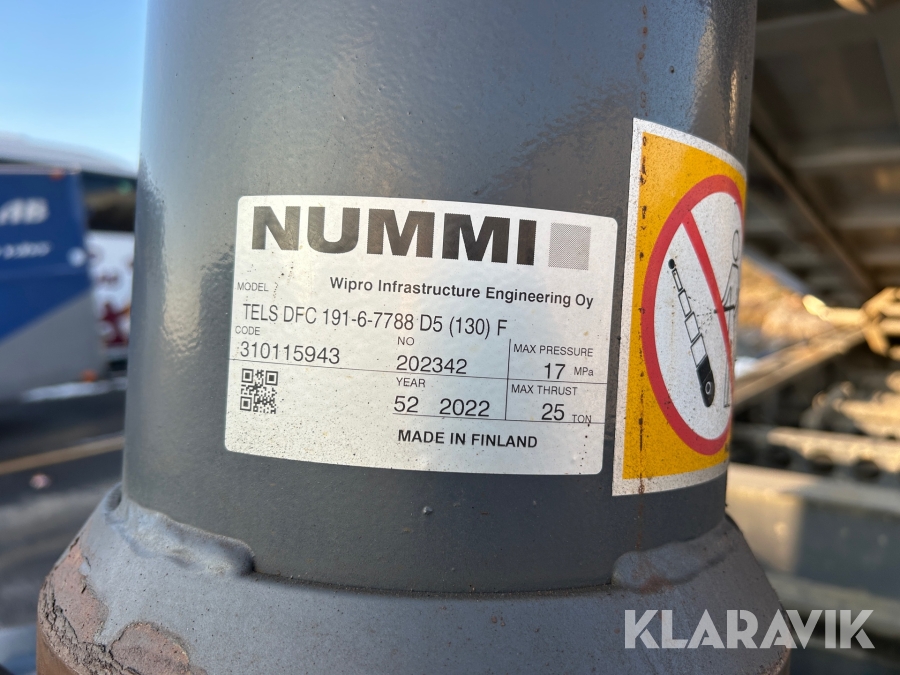 NUMMI
Wipro Infrastructure Engineering Oy
MODEL
TELS DFC 191-6-7788 D5 (130) F
CODE
310115943
NO
202342
MAX PRESSURE
17 MPa
YEAR
52 2022
MAX THRUST
25 TON
MADE IN FINLAND
KLARAVIK